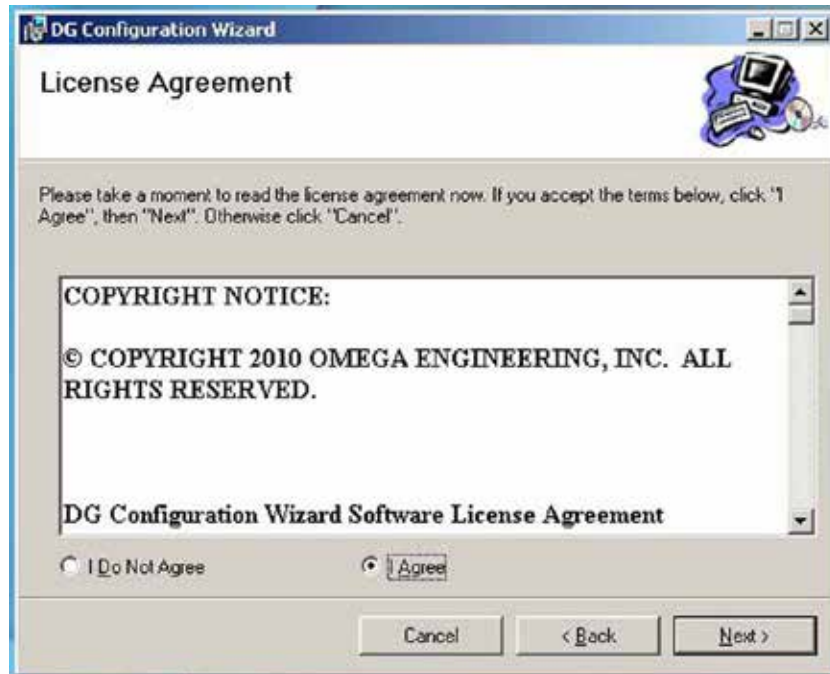 DG Configuration Wizard
License Agreement
Please take a moment to read the license agreement now. If you accept the terms below, click "I
Agree", then "Next". Otherwise click "Cancel".
COPYRIGHT NOTICE:
© COPYRIGHT 2010 OMEGA ENGINEERING, INC. ALL
RIGHTS RESERVED.
DG Configuration Wizard Software License Agreement
I Do Not Agree
I Agree
Cancel
< Back
Next >